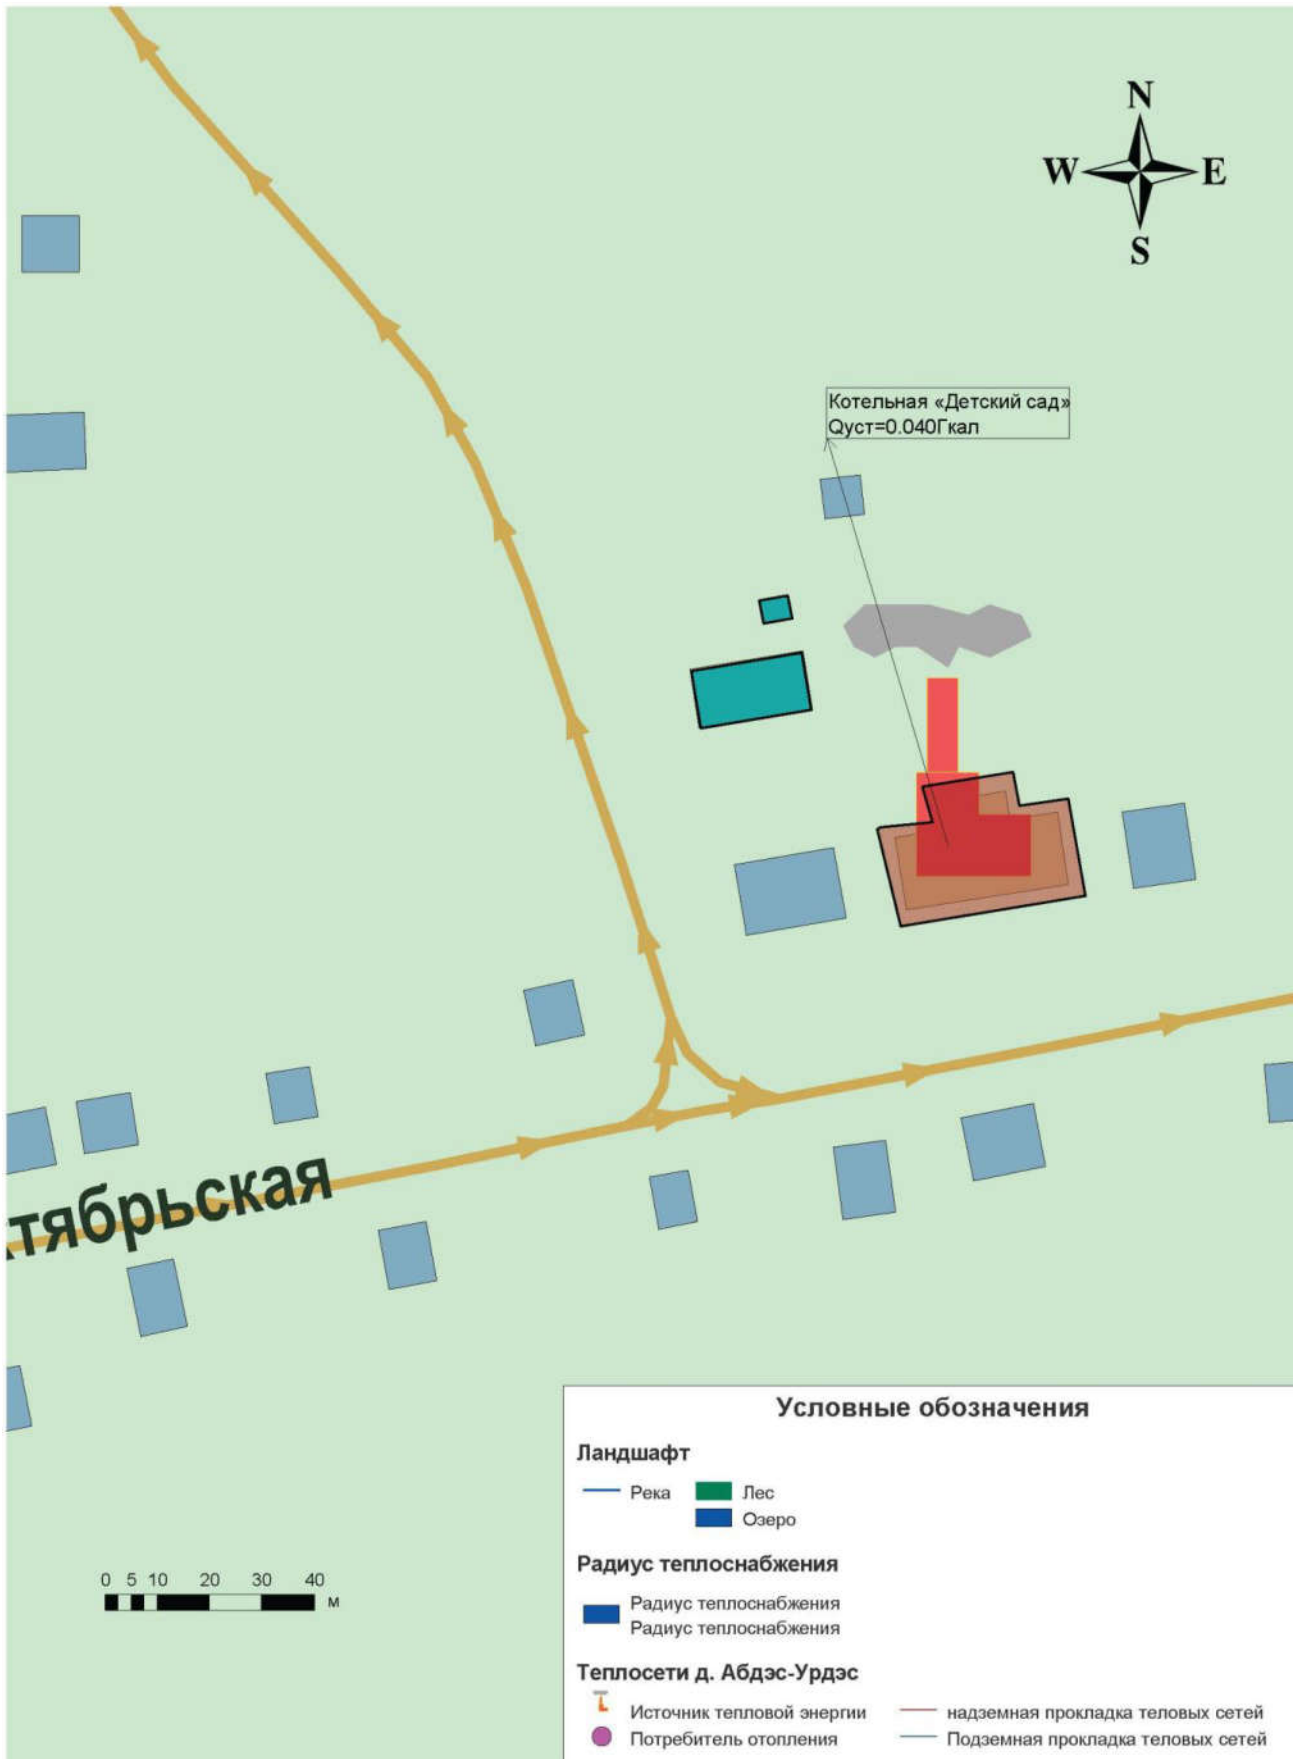 N
W E
S
Котельная «Детский сад»
Qуст=0.040Гкал
ктябрьская
Условные обозначения
Ландшафт
Река Лес
Озеро
0 5 10 20 30 40
м
Радиус теплоснабжения
Радиус теплоснабжения
Радиус теплоснабжения
Теплосети д. Абдэс-Урдэс
Источник тепловой энергии надземная прокладка теловых сетей
Потребитель отопления Подземная прокладка теловых сетей